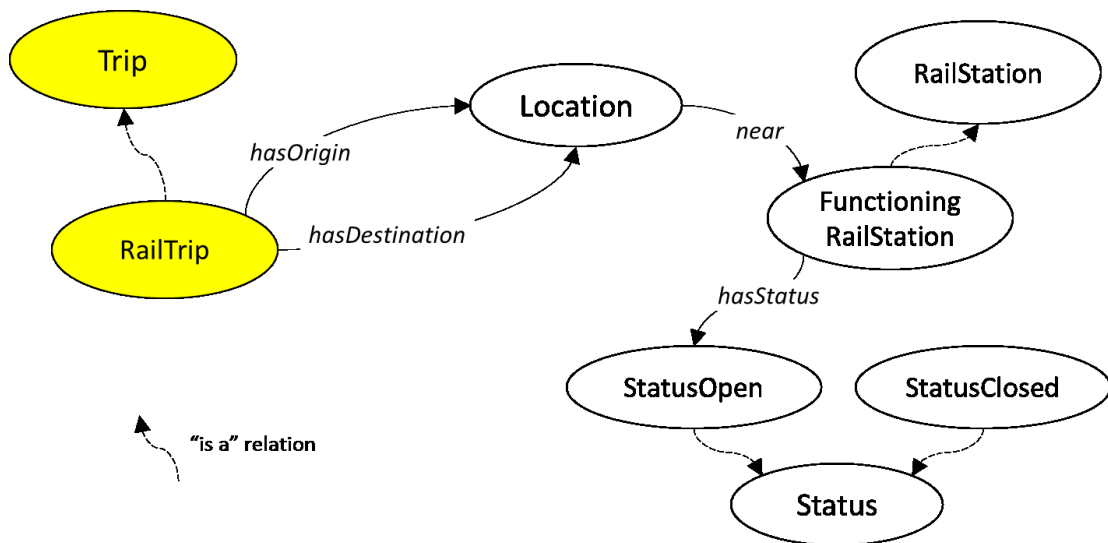 Trip
RailStation
Location
near
hasOrigin
Functioning
RailStation
RailTrip
hasDestination
hasStatus
StatusOpen
StatusClosed
"is a" relation
Status